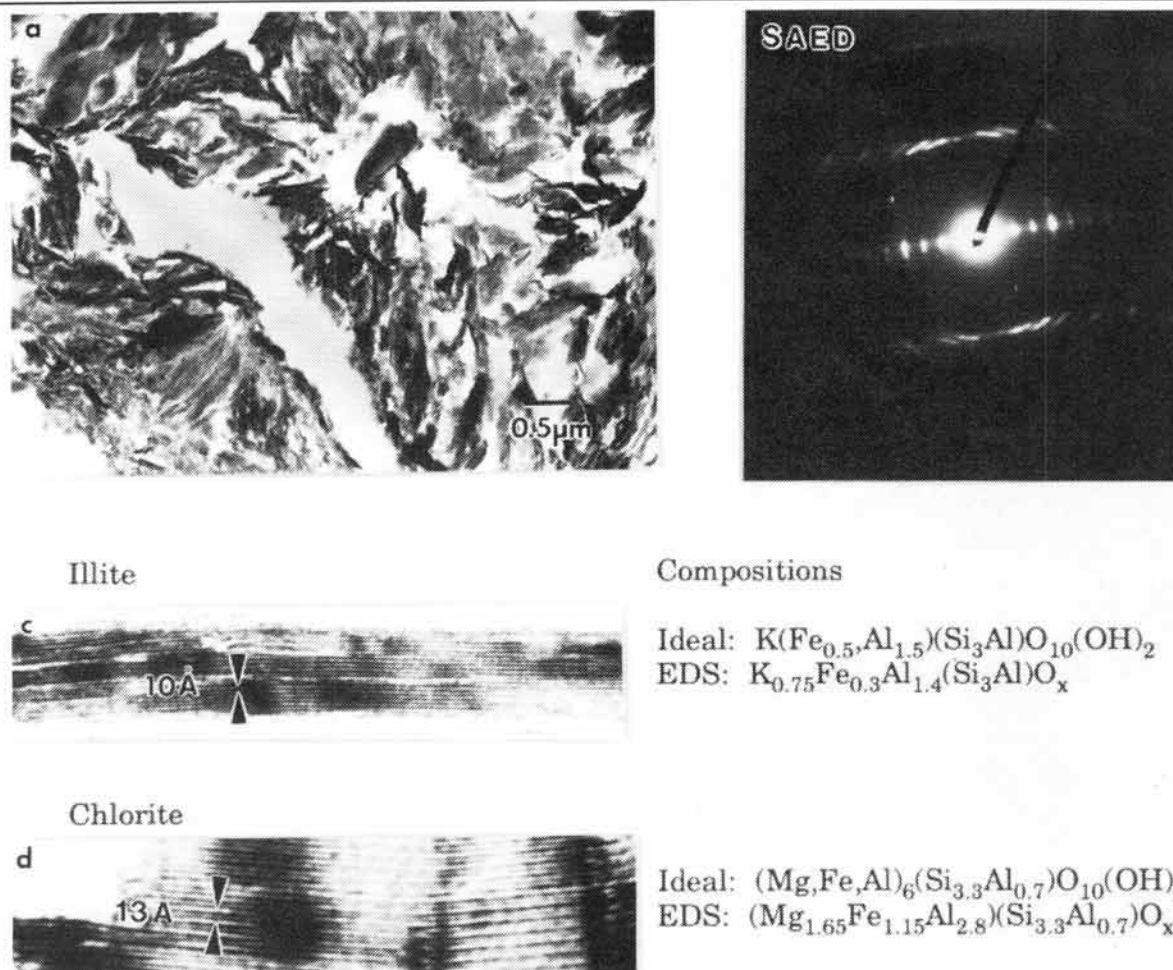 a
SAED
0.5μm
Illite
Compositions
c
10 Å
Ideal: K(Fe₀.₅,Al₁.₅)(Si₃Al)O₁₀(OH)₂
EDS: K₀.₇₅Fe₀.₃Al₁.₄(Si₃Al)Oₓ
Chlorite
d
13 Å
Ideal: (Mg,Fe,Al)₆(Si₃.₃Al₀.₇)O₁₀(OH)
EDS: (Mg₁.₆₅Fe₁.₁₅Al₂.₈)(Si₃.₃Al₀.₇)Oₓ